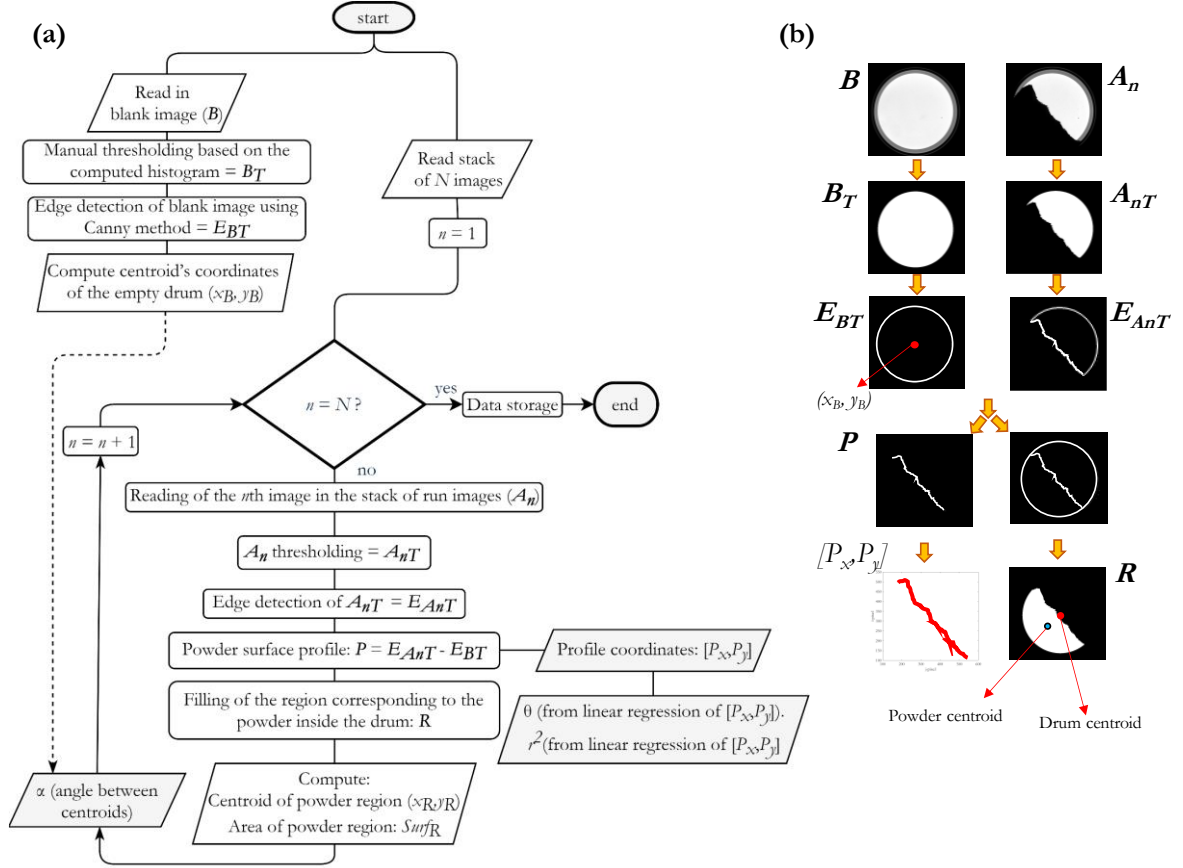 (a)
start
Read in
blank image (B)
Manual thresholding based on the
computed histogram = B_T
Edge detection of blank image using
Canny method = E_BT
Compute centroid's coordinates
of the empty drum (x_B, y_B)
Read stack
of N images
n = 1
n = N ?
yes
Data storage
end
no
n = n + 1
Reading of the nth image in the stack of run images (A_n)
A_n thresholding = A_nT
Edge detection of A_nT = E_AnT
Powder surface profile: P = E_AnT - E_BT
Profile coordinates: [P_x,P_y]
Filling of the region corresponding to
the powder inside the drum: R
θ (from linear regression of [P_x,P_y]).
r² (from linear regression of [P_x,P_y]
α (angle between
centroids)
Compute:
Centroid of powder region (x_R,y_R)
Area of powder region: Surf_R
(b)
B
A_n
B_T
A_nT
E_BT
E_AnT
(x_B, y_B)
P
[P_x,P_y]
R
Powder centroid
Drum centroid